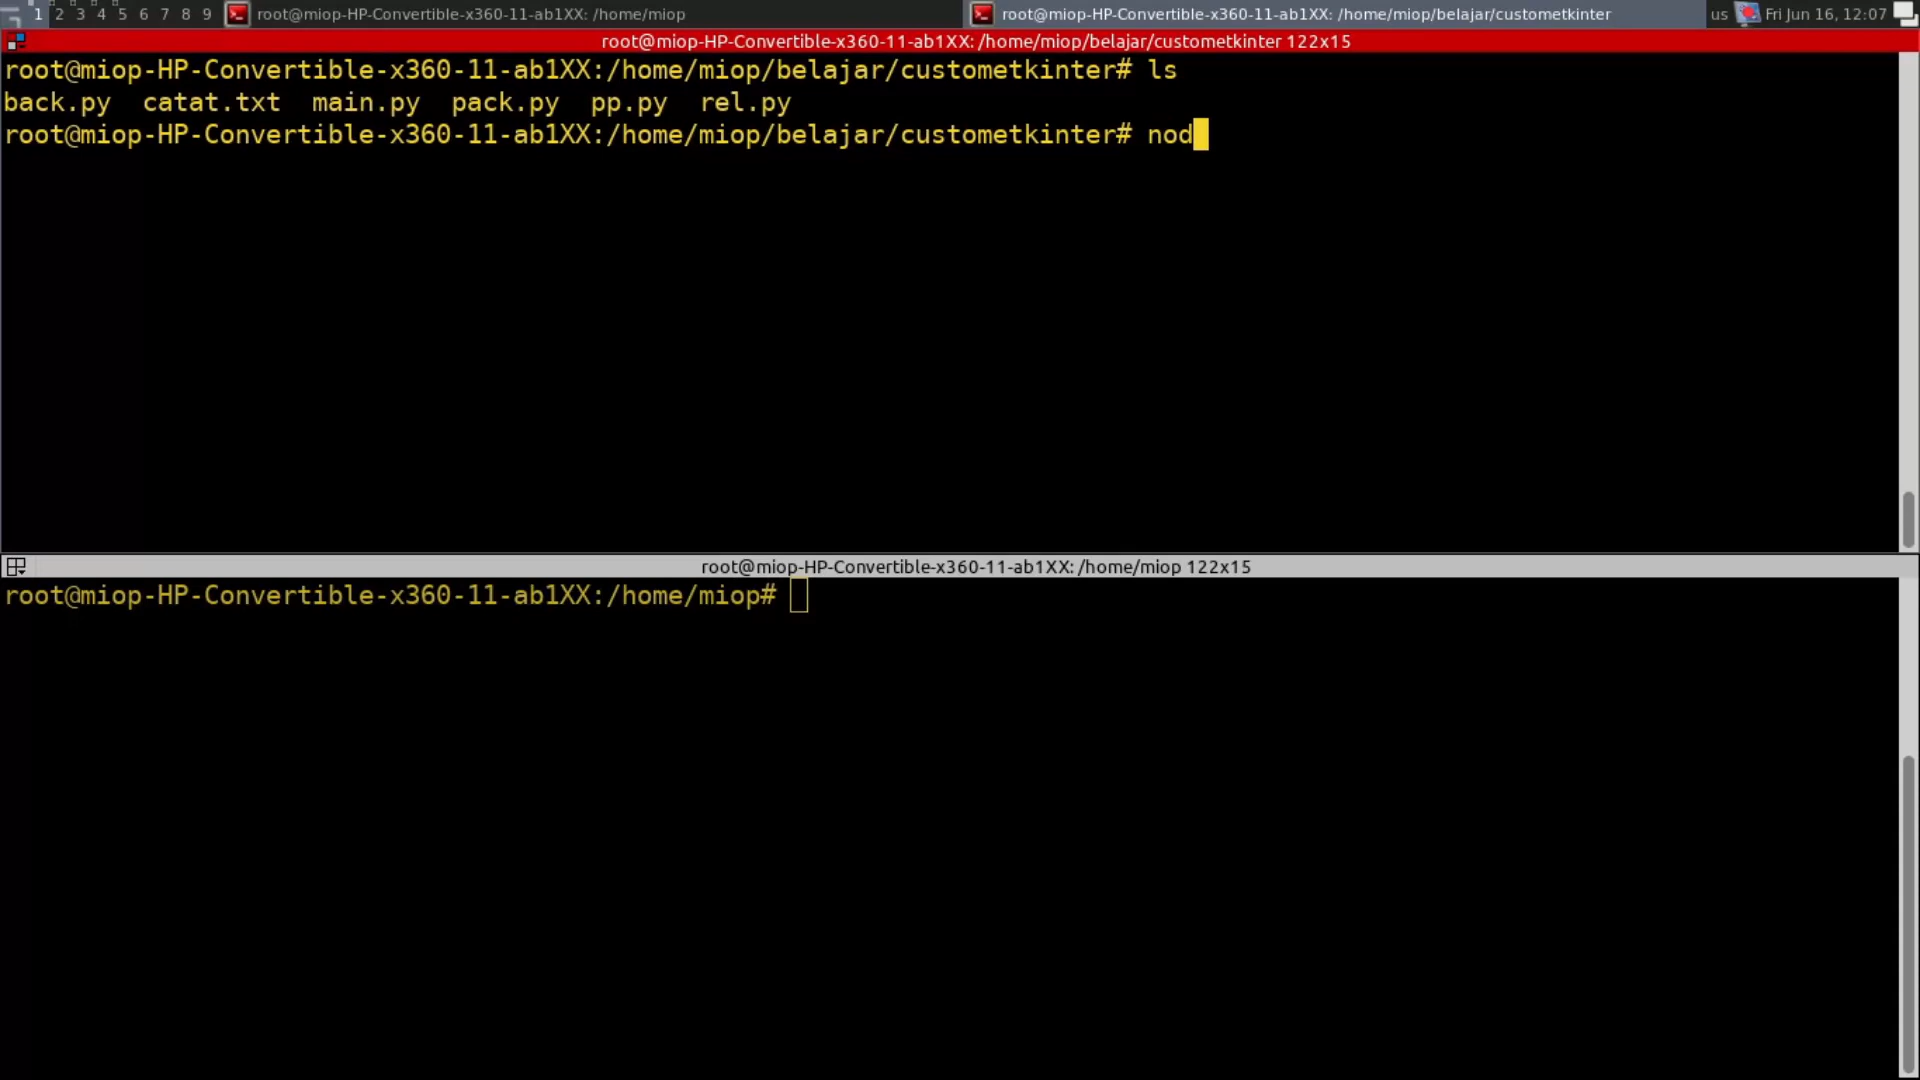 1 2 3 4 5 6 7 8 9 root@miop-HP-Convertible-x360-11-ab1XX: /home/miop root@miop-HP-Convertible-x360-11-ab1XX: /home/miop/belajar/custometkinter us Fri Jun 16, 12:07
root@miop-HP-Convertible-x360-11-ab1XX: /home/miop/belajar/custometkinter 122x15
root@miop-HP-Convertible-x360-11-ab1XX:/home/miop/belajar/custometkinter# ls
back.py catat.txt main.py pack.py pp.py rel.py
root@miop-HP-Convertible-x360-11-ab1XX:/home/miop/belajar/custometkinter# nod
root@miop-HP-Convertible-x360-11-ab1XX: /home/miop 122x15
root@miop-HP-Convertible-x360-11-ab1XX:/home/miop#